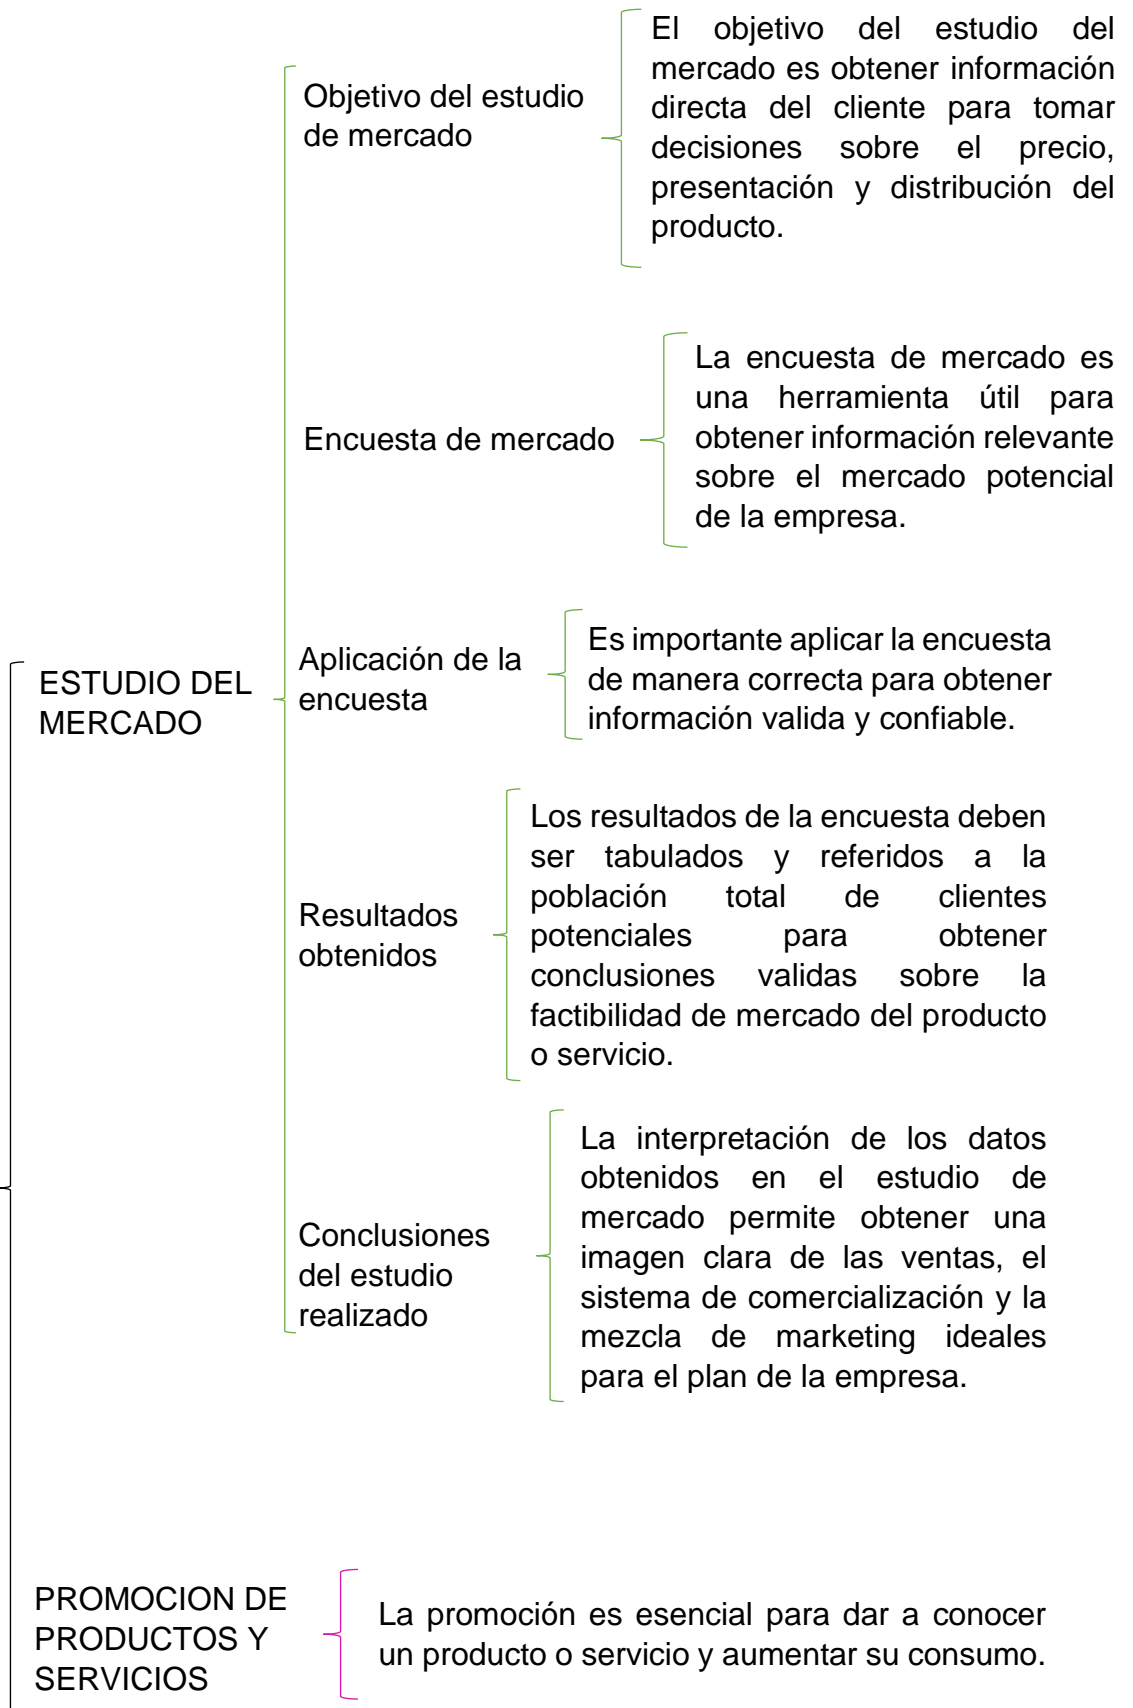 El objetivo del estudio del
mercado es obtener información
directa del cliente para tomar
decisiones sobre el precio,
presentación y distribución del
producto.
Objetivo del estudio
de mercado
La encuesta de mercado es
una herramienta útil para
obtener información relevante
sobre el mercado potencial
de la empresa.
Encuesta de mercado
Es importante aplicar la encuesta
de manera correcta para obtener
información valida y confiable.
Aplicación de la
encuesta
ESTUDIO DEL
MERCADO
Los resultados de la encuesta deben
ser tabulados y referidos a la
población total de clientes
potenciales para obtener
conclusiones validas sobre la
factibilidad de mercado del producto
o servicio.
Resultados
obtenidos
La interpretación de los datos
obtenidos en el estudio de
mercado permite obtener una
imagen clara de las ventas, el
sistema de comercialización y la
mezcla de marketing ideales
para el plan de la empresa.
Conclusiones
del estudio
realizado
PROMOCION DE
PRODUCTOS Y
SERVICIOS
La promoción es esencial para dar a conocer
un producto o servicio y aumentar su consumo.